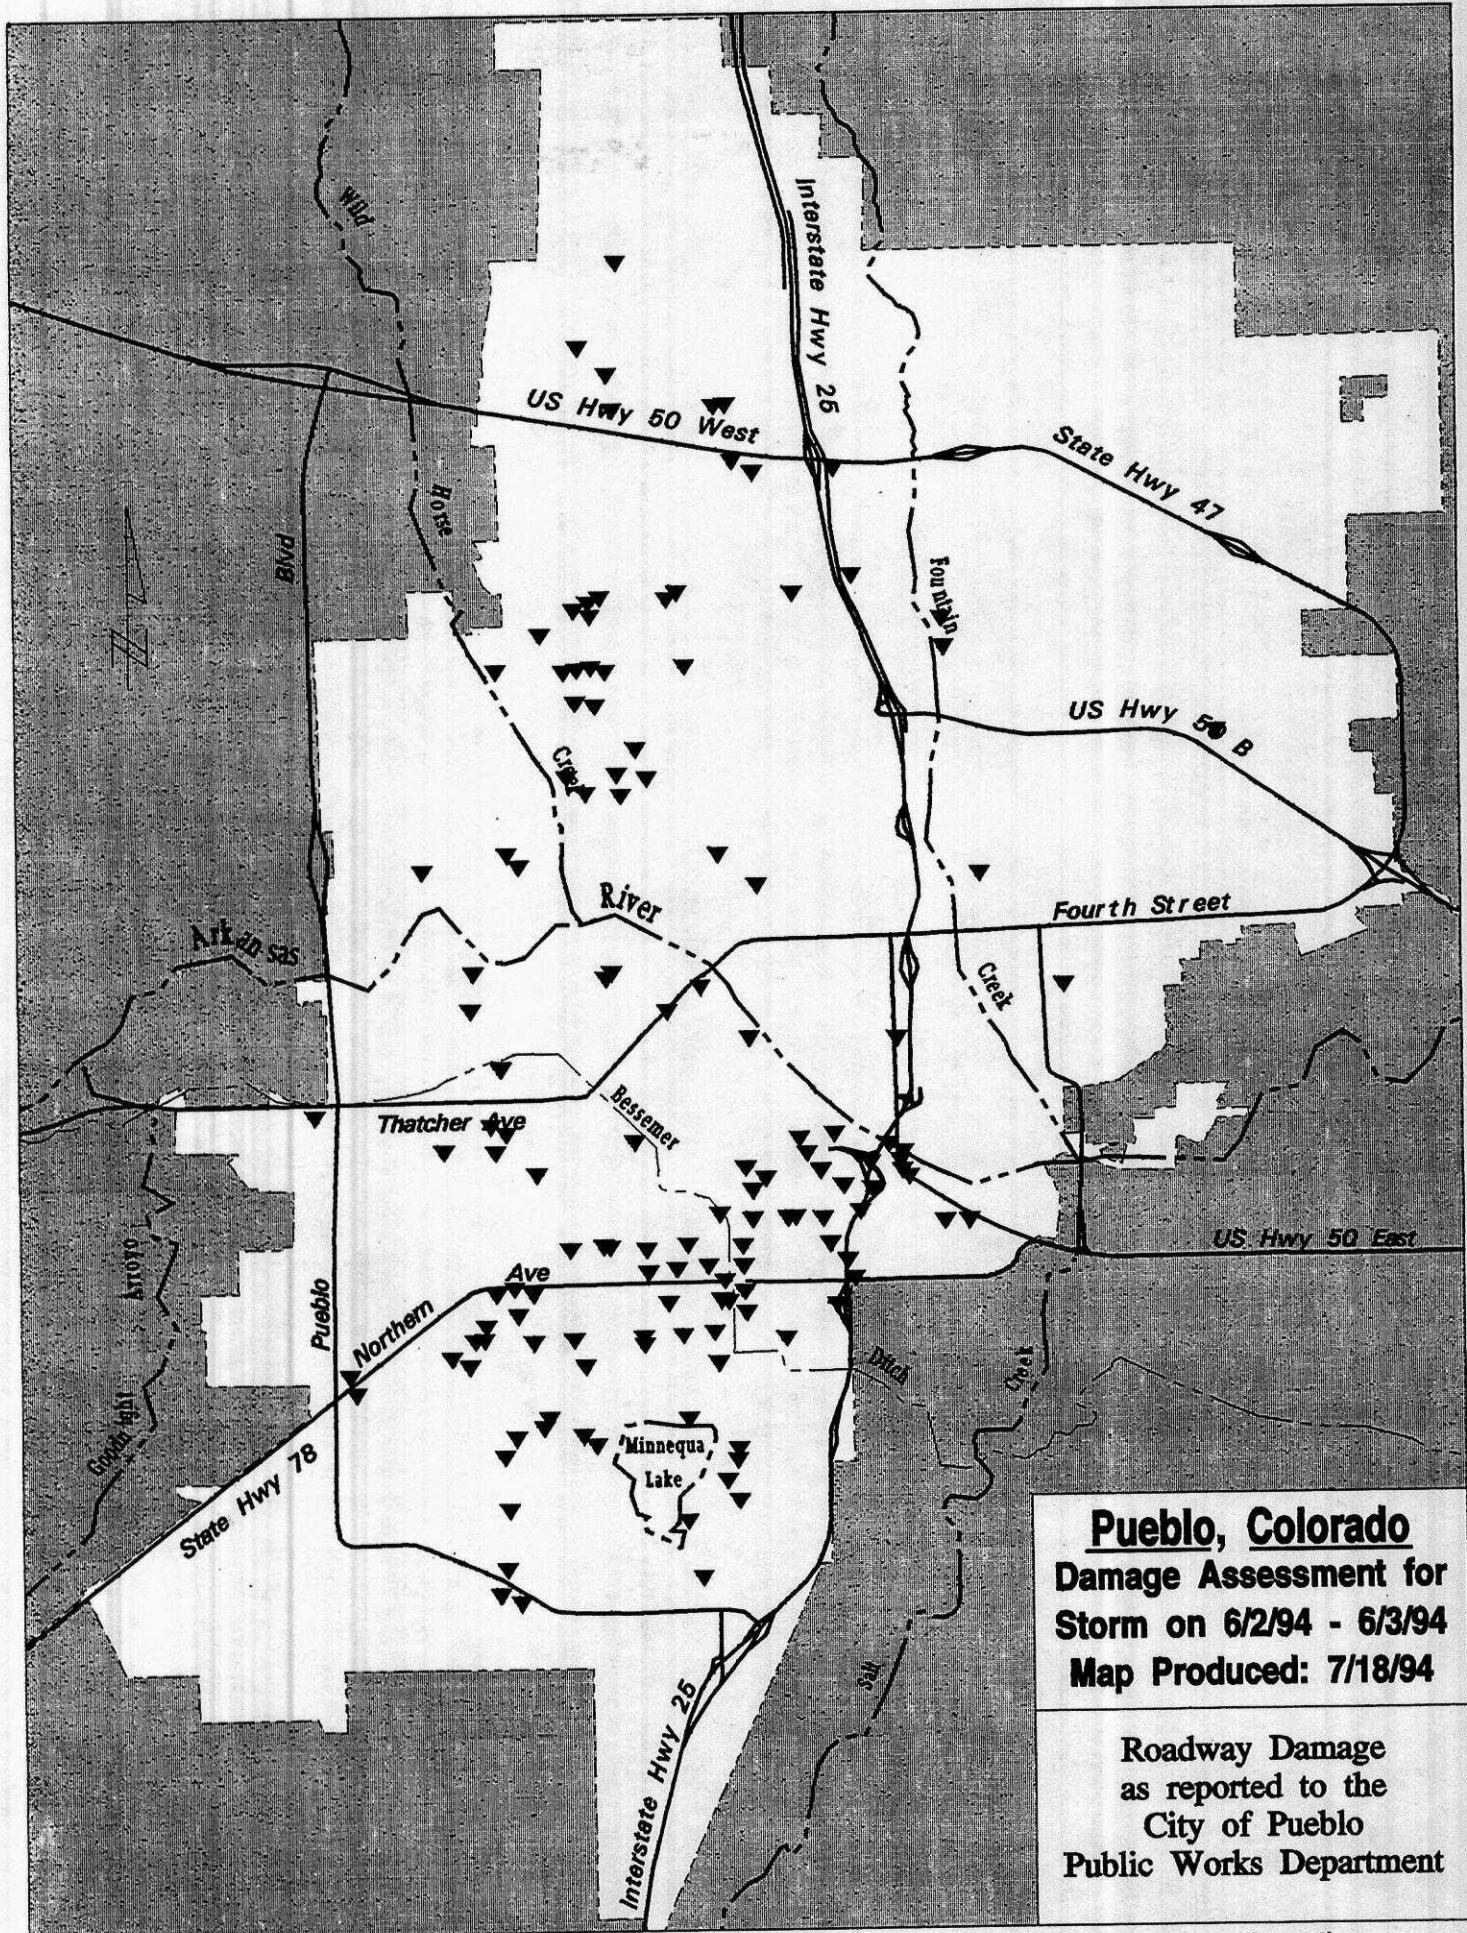 Wild
Interstate Hwy 25
US Hwy 50 West
State Hwy 47
Horse
Blvd
Fountain
US Hwy 50 B
Creek
River
Fourth Street
Arkansas
Creek
Bessemer
Thatcher Ave
US Hwy 50 East
Arroyo
Ave
Pueblo
Northern
Ditch
Creek
Goodnight
Minnequa
Lake
State Hwy 78
Salt
Interstate Hwy 25
Pueblo, Colorado
Damage Assessment for
Storm on 6/2/94 - 6/3/94
Map Produced: 7/18/94
Roadway Damage
as reported to the
City of Pueblo
Public Works Department